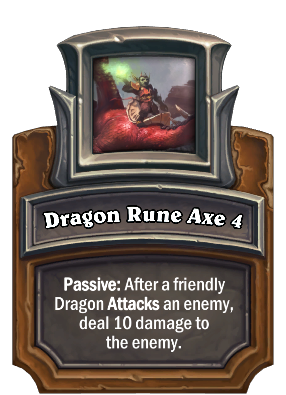 Dragon Rune Axe 4
Passive: After a friendly
Dragon Attacks an enemy,
deal 10 damage to
the enemy.